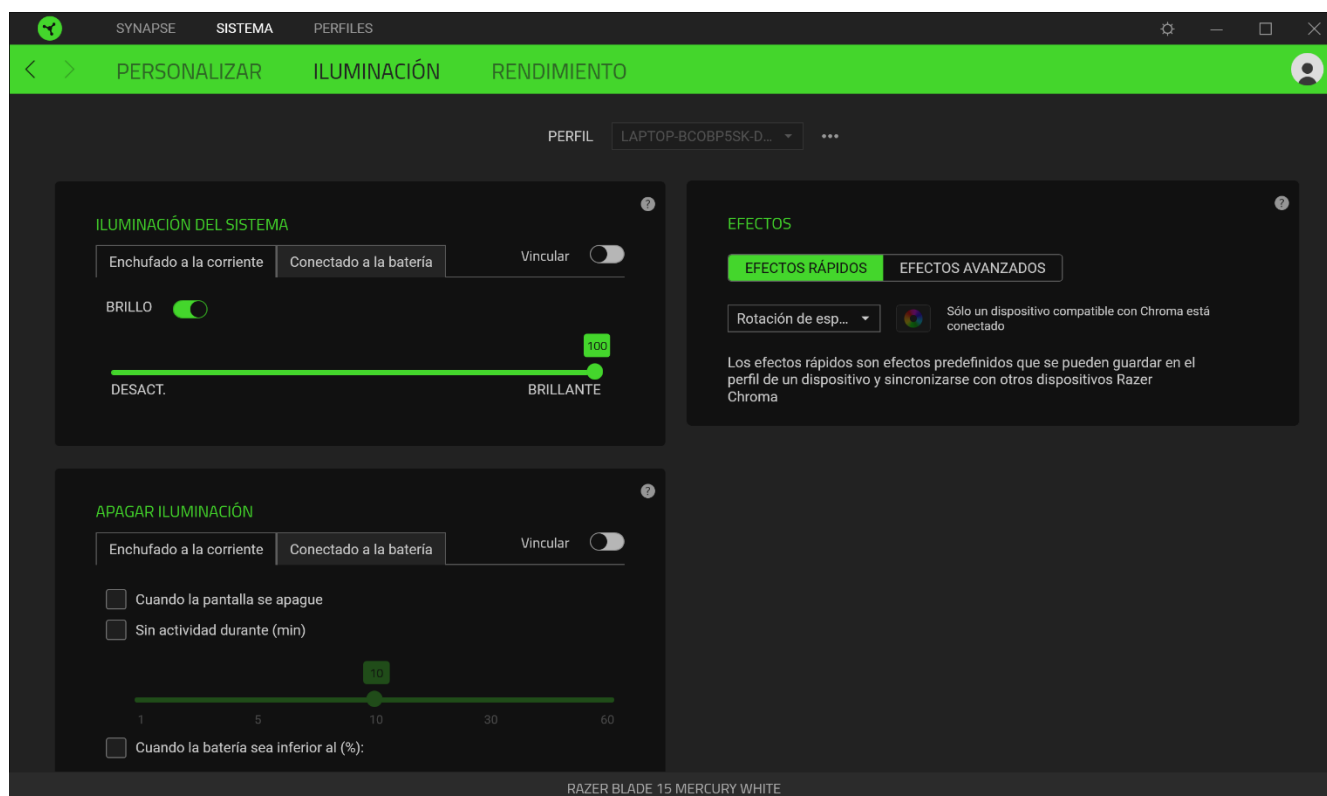 SYNAPSE SISTEMA PERFILES
PERSONALIZAR ILUMINACIÓN RENDIMIENTO
PERFIL LAPTOP-BCOBP5SK-D...
ILUMINACIÓN DEL SISTEMA
Enchufado a la corriente Conectado a la batería Vincular
BRILLO
100
DESACT. BRILLANTE
EFECTOS
EFECTOS RÁPIDOS EFECTOS AVANZADOS
Rotación de esp... Sólo un dispositivo compatible con Chroma está
conectado
Los efectos rápidos son efectos predefinidos que se pueden guardar en el
perfil de un dispositivo y sincronizarse con otros dispositivos Razer
Chroma
APAGAR ILUMINACIÓN
Enchufado a la corriente Conectado a la batería Vincular
Cuando la pantalla se apague
Sin actividad durante (min)
10
1 5 10 30 60
Cuando la batería sea inferior al (%):
RAZER BLADE 15 MERCURY WHITE